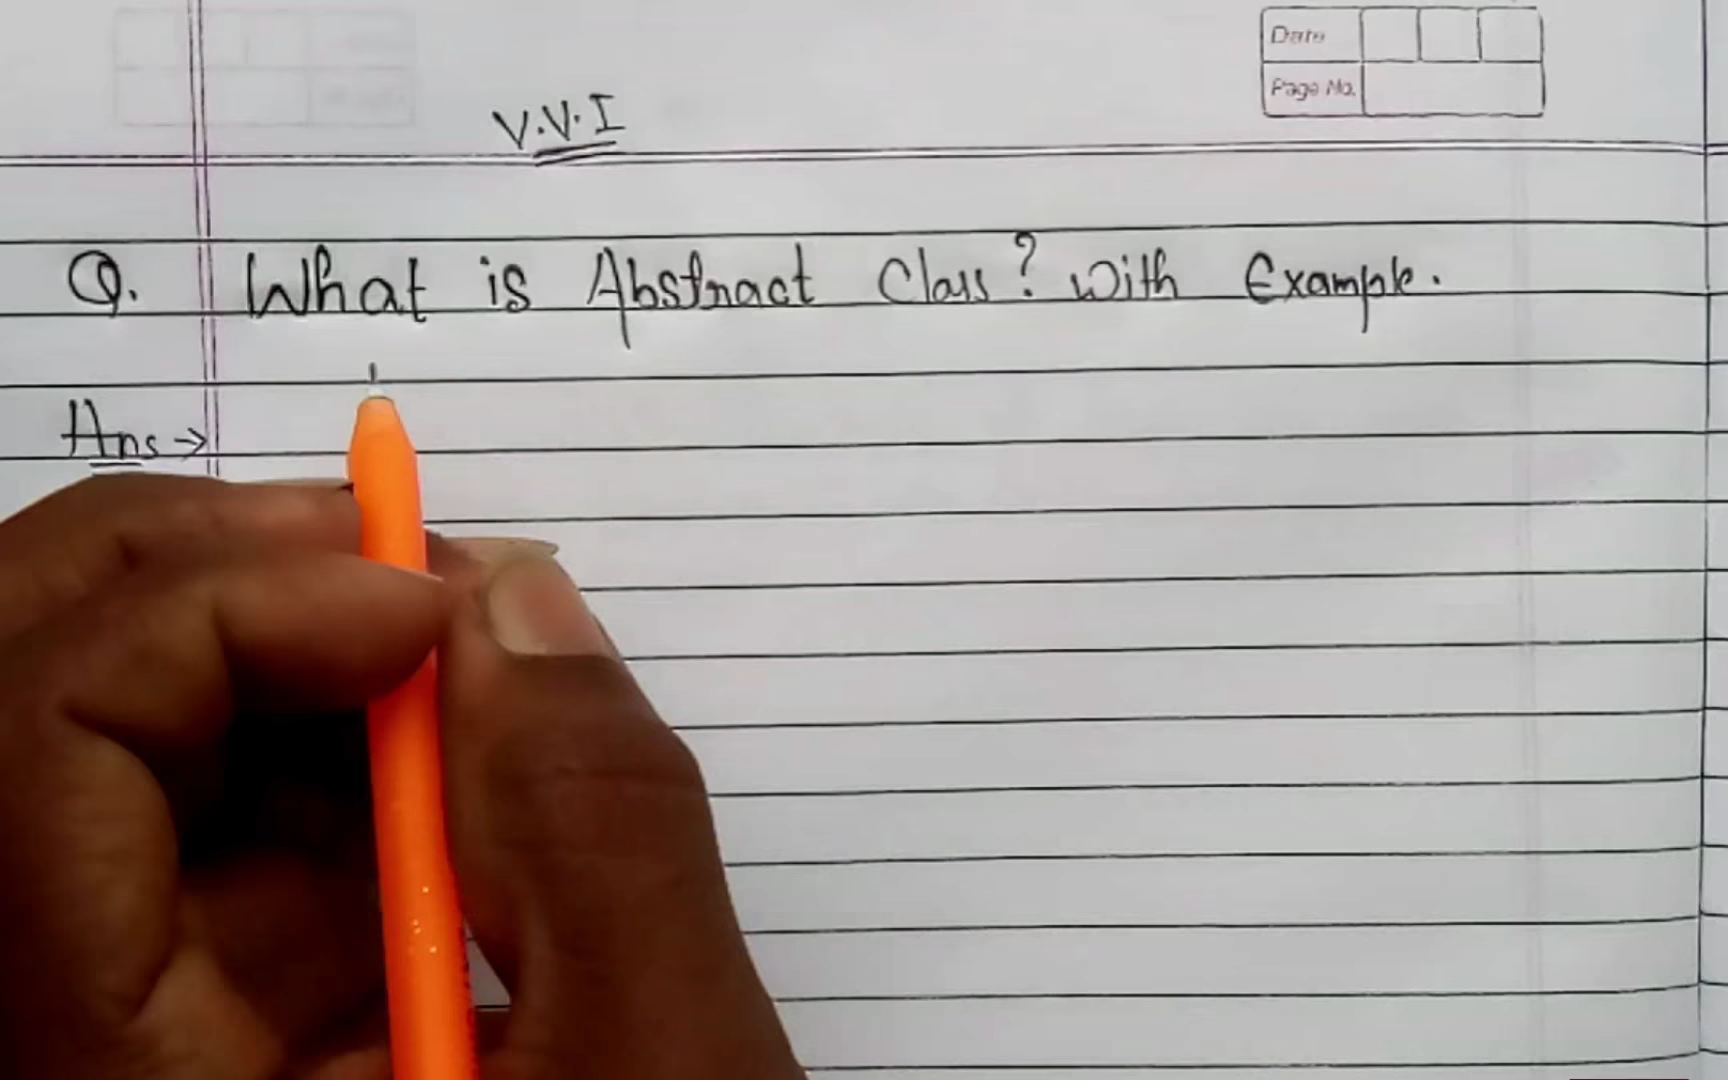 Date
Page No.
V.V.I
Q. What is Abstract Class? With Example.
Ans →